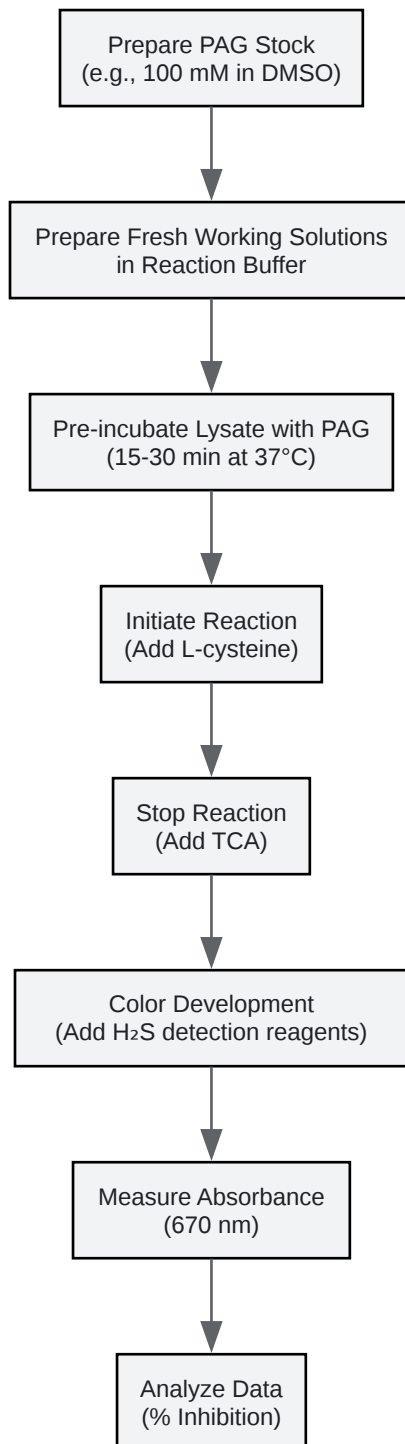 Prepare PAG Stock
(e.g., 100 mM in DMSO)
Prepare Fresh Working Solutions
in Reaction Buffer
Pre-incubate Lysate with PAG
(15-30 min at 37°C)
Initiate Reaction
(Add L-cysteine)
Stop Reaction
(Add TCA)
Color Development
(Add H₂S detection reagents)
Measure Absorbance
(670 nm)
Analyze Data
(% Inhibition)